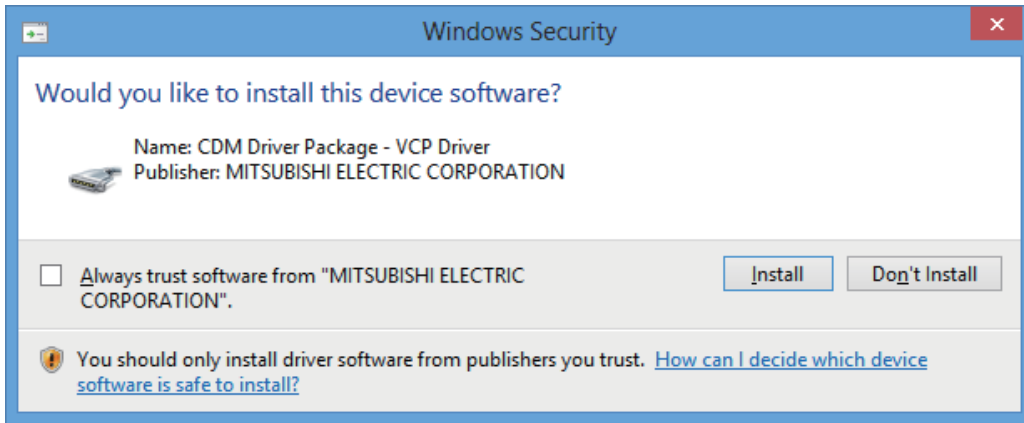 Windows Security
Would you like to install this device software?
Name: CDM Driver Package - VCP Driver
Publisher: MITSUBISHI ELECTRIC CORPORATION
Always trust software from "MITSUBISHI ELECTRIC
CORPORATION".
Install
Don't Install
You should only install driver software from publishers you trust. How can I decide which device
software is safe to install?